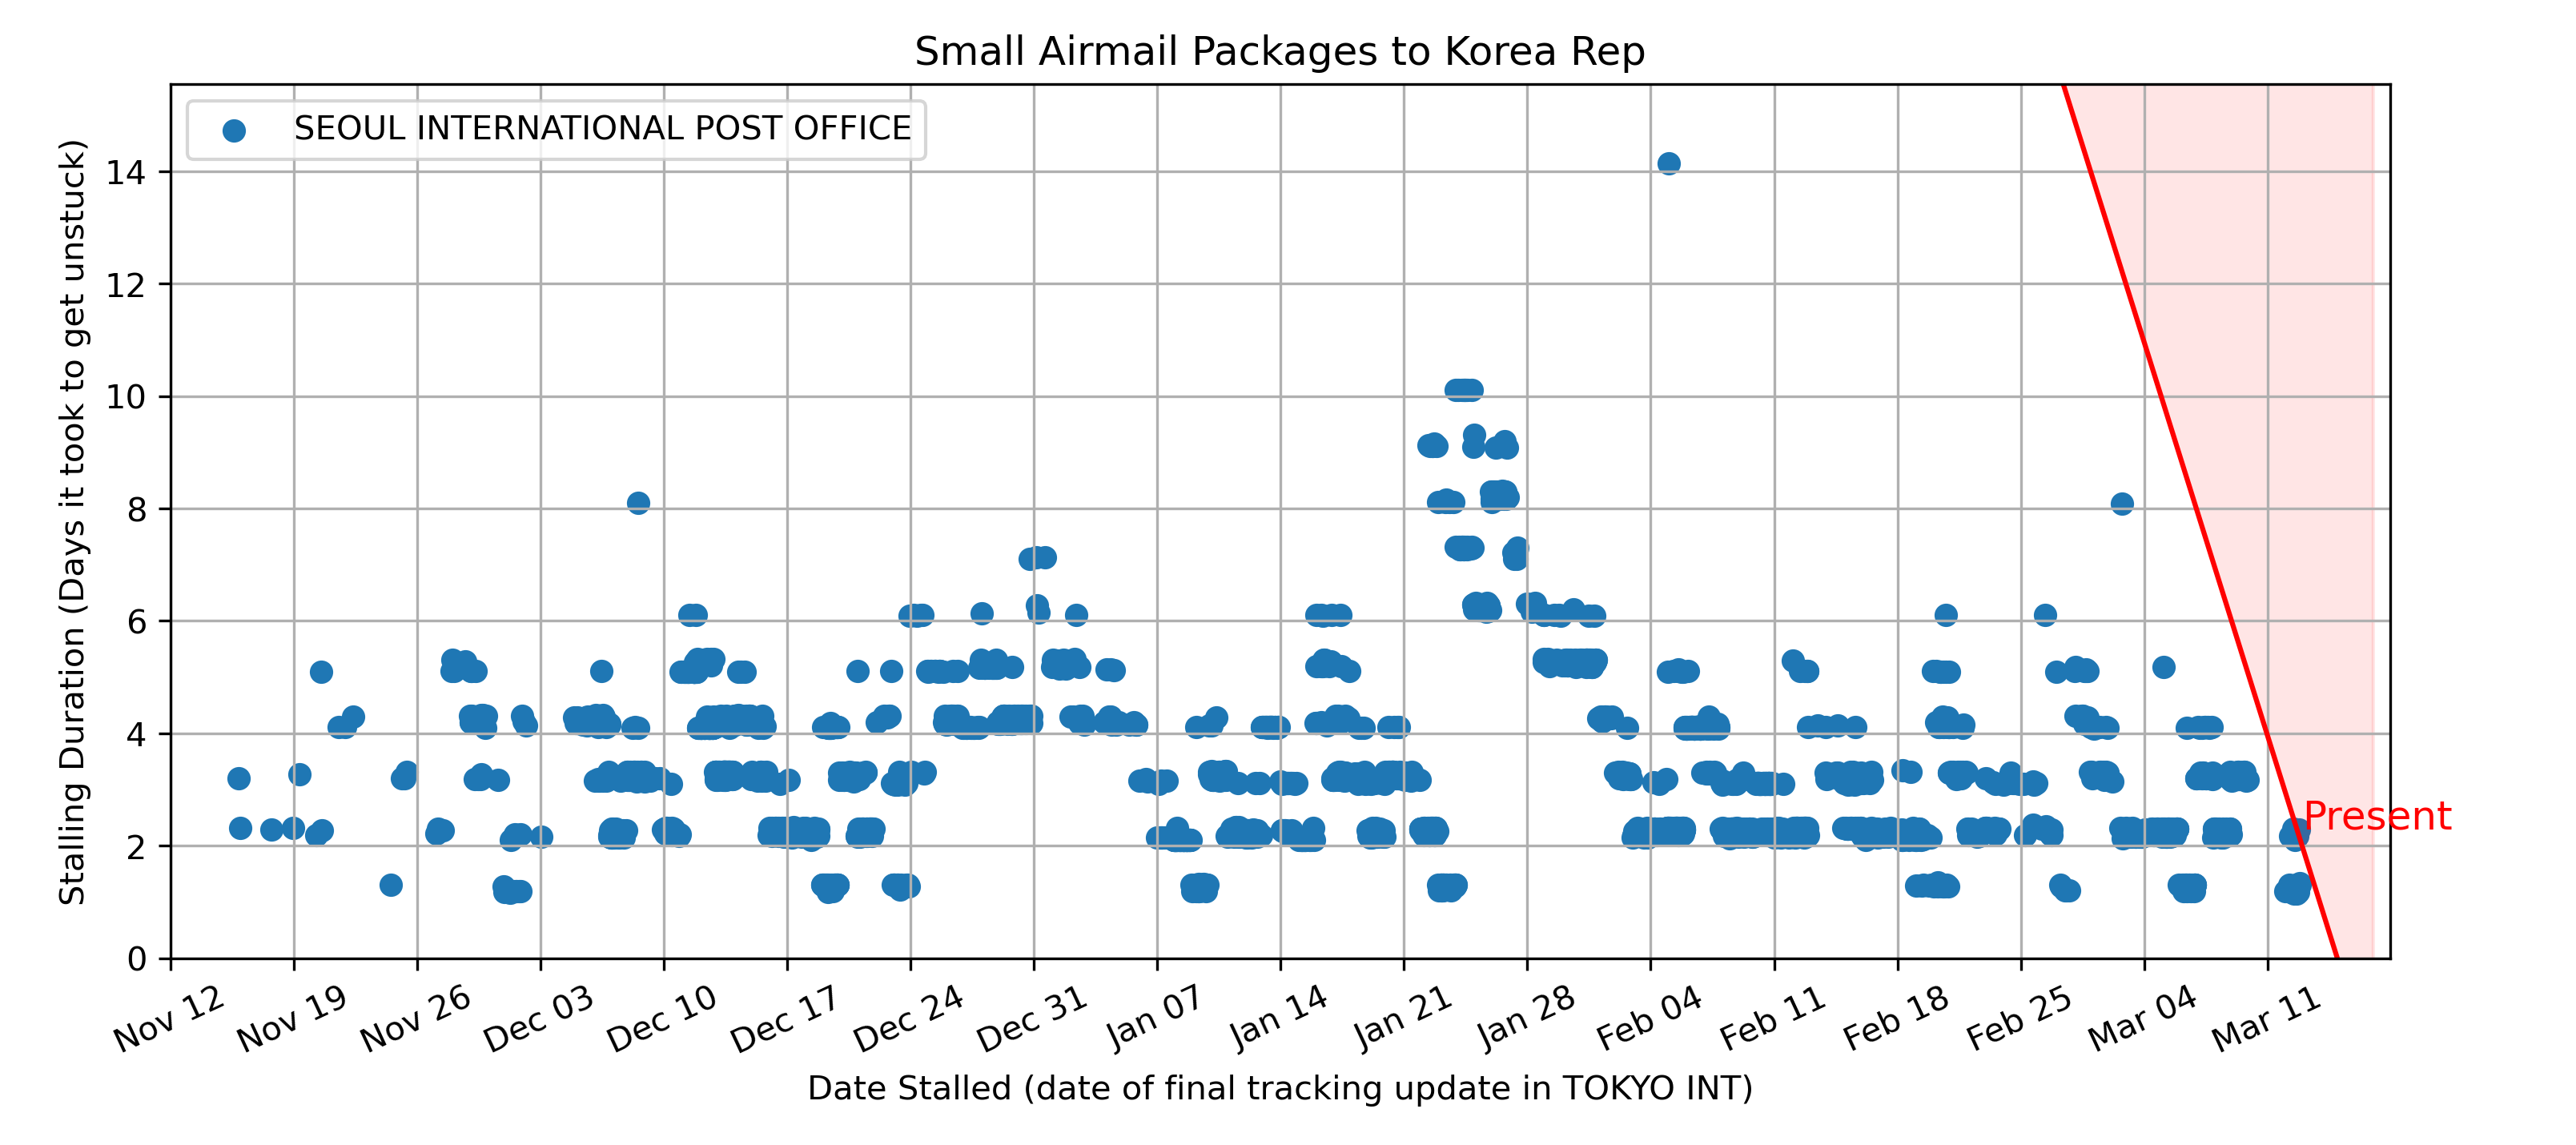 Small Airmail Packages to Korea Rep
SEOUL INTERNATIONAL POST OFFICE
Stalling Duration (Days it took to get unstuck)
14
12
10
8
6
4
2
0
Present
Nov 12 Nov 19 Nov 26 Dec 03 Dec 10 Dec 17 Dec 24 Dec 31 Jan 07 Jan 14 Jan 21 Jan 28 Feb 04 Feb 11 Feb 18 Feb 25 Mar 04 Mar 11
Date Stalled (date of final tracking update in TOKYO INT)